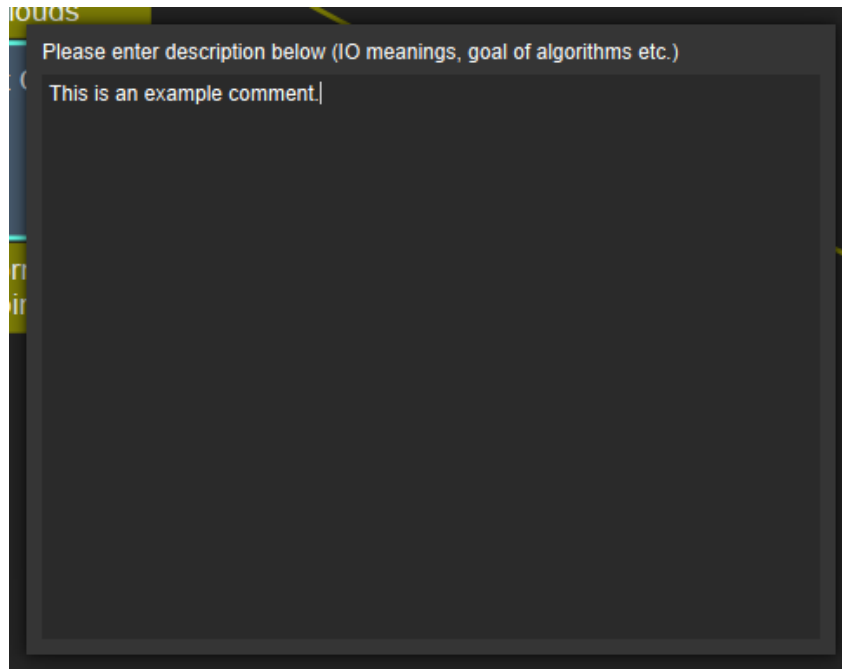 Please enter description below (IO meanings, goal of algorithms etc.)
This is an example comment.